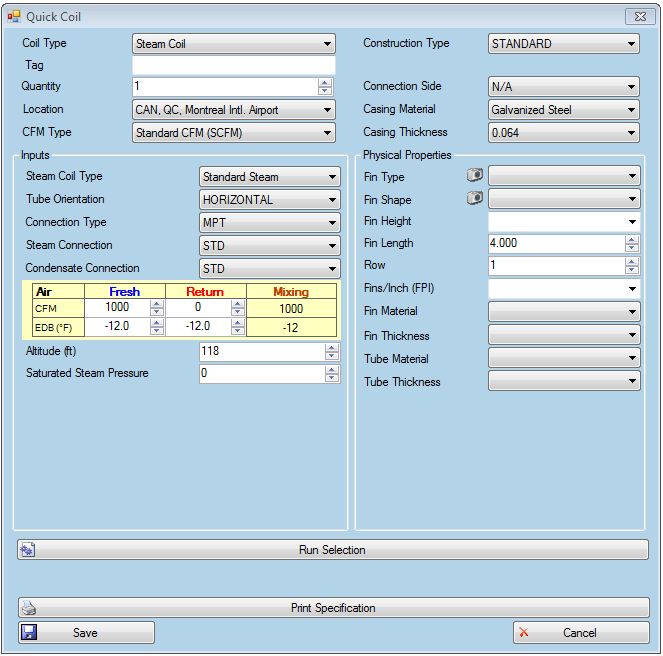 Quick Coil
Coil Type Steam Coil Construction Type STANDARD
Tag
Quantity 1 Connection Side N/A
Location CAN, QC, Montreal Intl. Airport Casing Material Galvanized Steel
CFM Type Standard CFM (SCFM) Casing Thickness 0.064
Inputs Physical Properties
Steam Coil Type Standard Steam Fin Type
Tube Orientation HORIZONTAL Fin Shape
Connection Type MPT Fin Height
Steam Connection STD Fin Length 4.000
Condensate Connection STD Row 1
Air Fresh Return Mixing Fins/Inch (FPI)
CFM 1000 0 1000 Fin Material
EDB (°F) -12.0 -12.0 -12 Fin Thickness
Altitude (ft) 118 Tube Material
Saturated Steam Pressure 0 Tube Thickness
Run Selection
Print Specification
Save Cancel